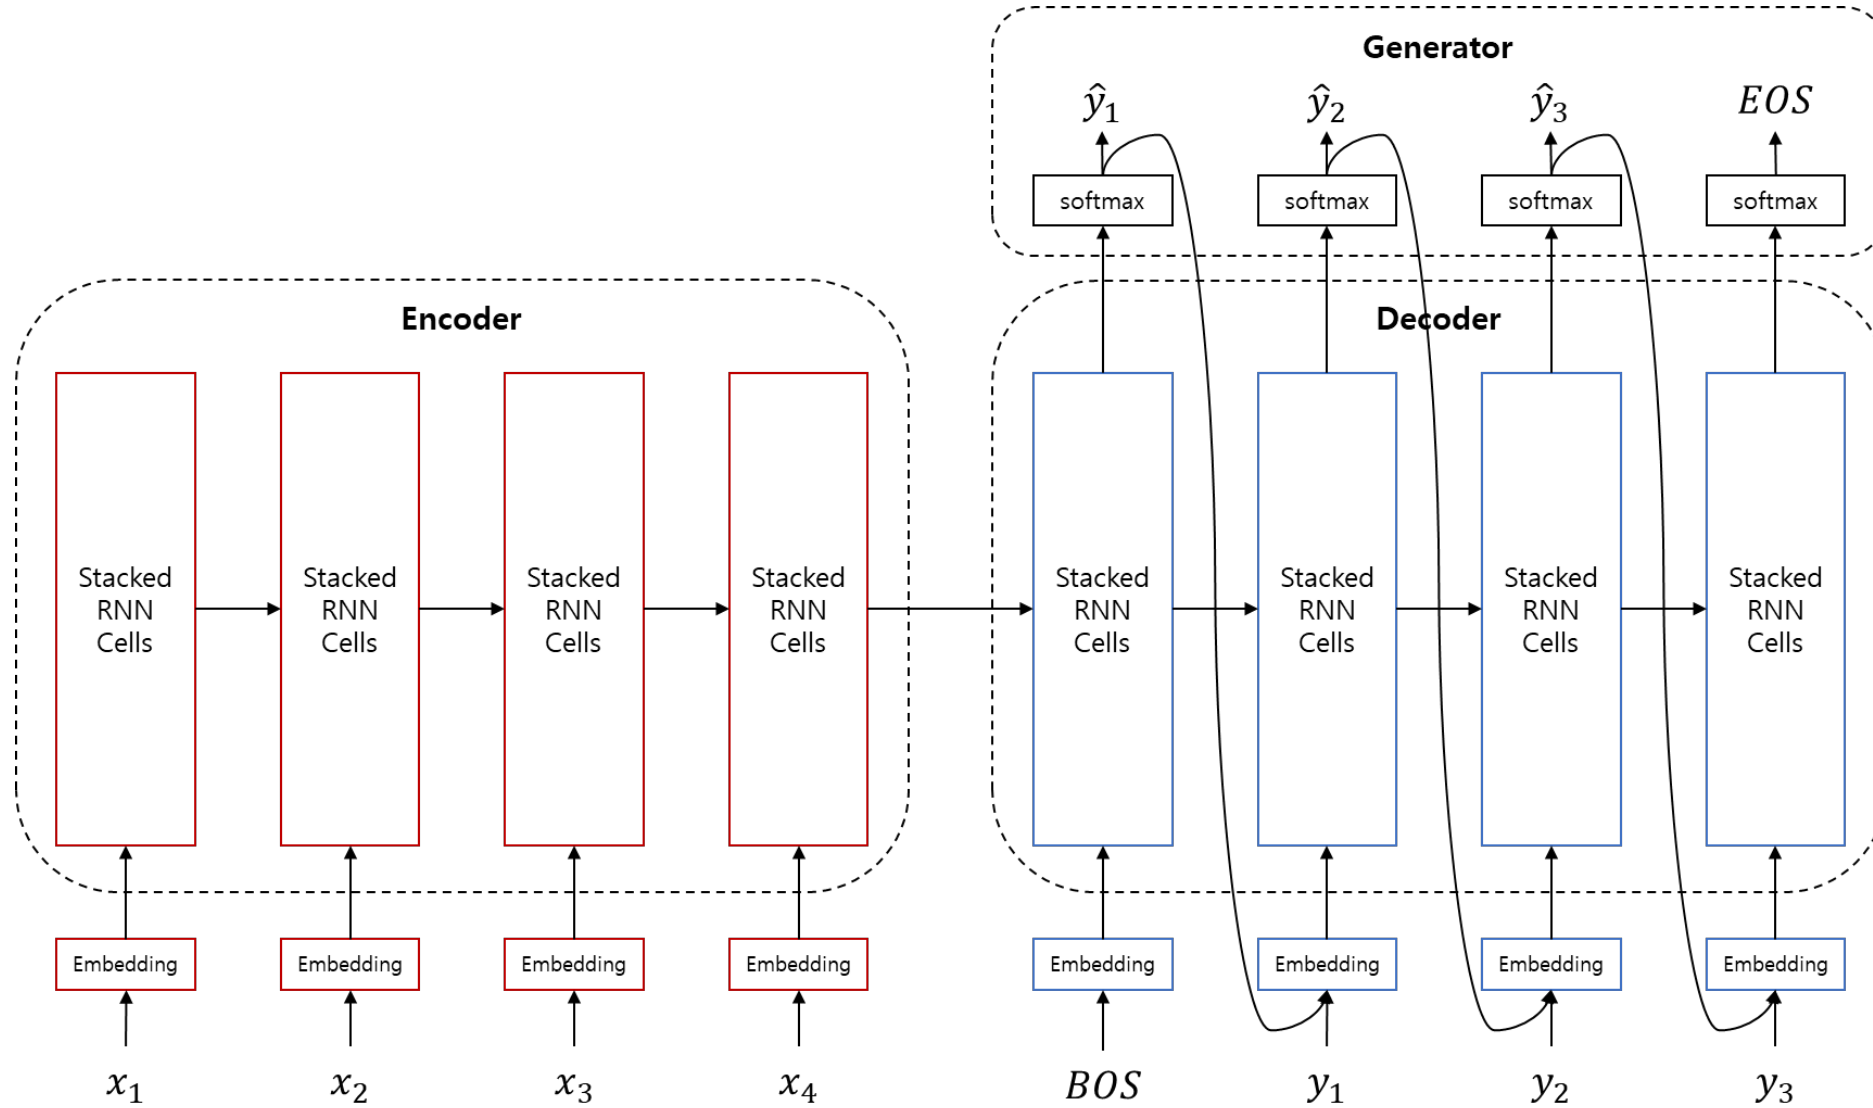 Generator
ŷ1 ŷ2 ŷ3 EOS
softmax softmax softmax softmax
Encoder Decoder
Stacked Stacked Stacked Stacked Stacked Stacked Stacked Stacked
RNN RNN RNN RNN RNN RNN RNN RNN
Cells Cells Cells Cells Cells Cells Cells Cells
Embedding Embedding Embedding Embedding Embedding Embedding Embedding Embedding
x1 x2 x3 x4 BOS y1 y2 y3